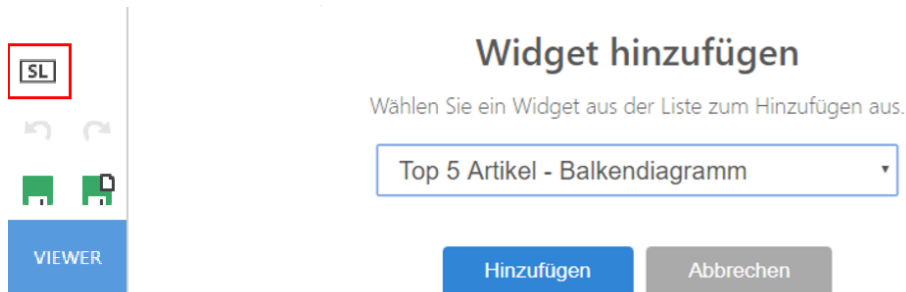 SL
VIEWER
Widget hinzufügen
Wählen Sie ein Widget aus der Liste zum Hinzufügen aus.
Top 5 Artikel - Balkendiagramm
Hinzufügen
Abbrechen